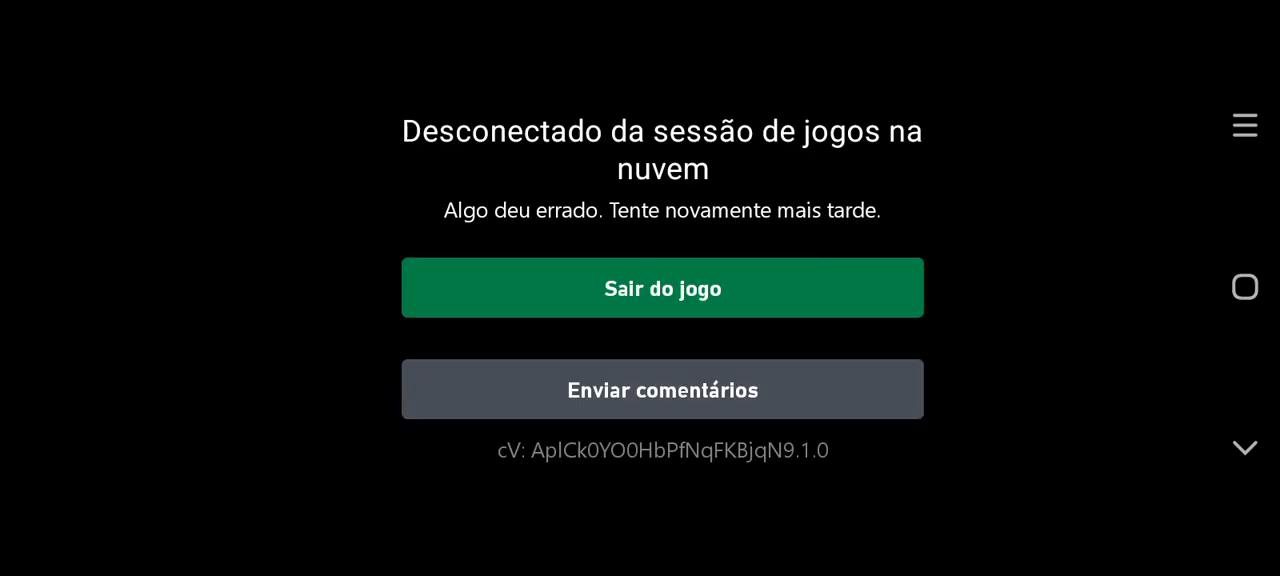 Desconectado da sessão de jogos na
nuvem
Algo deu errado. Tente novamente mais tarde.
Sair do jogo
Enviar comentários
cV: AplCk0YO0HbPfNqFKBjqN9.1.0